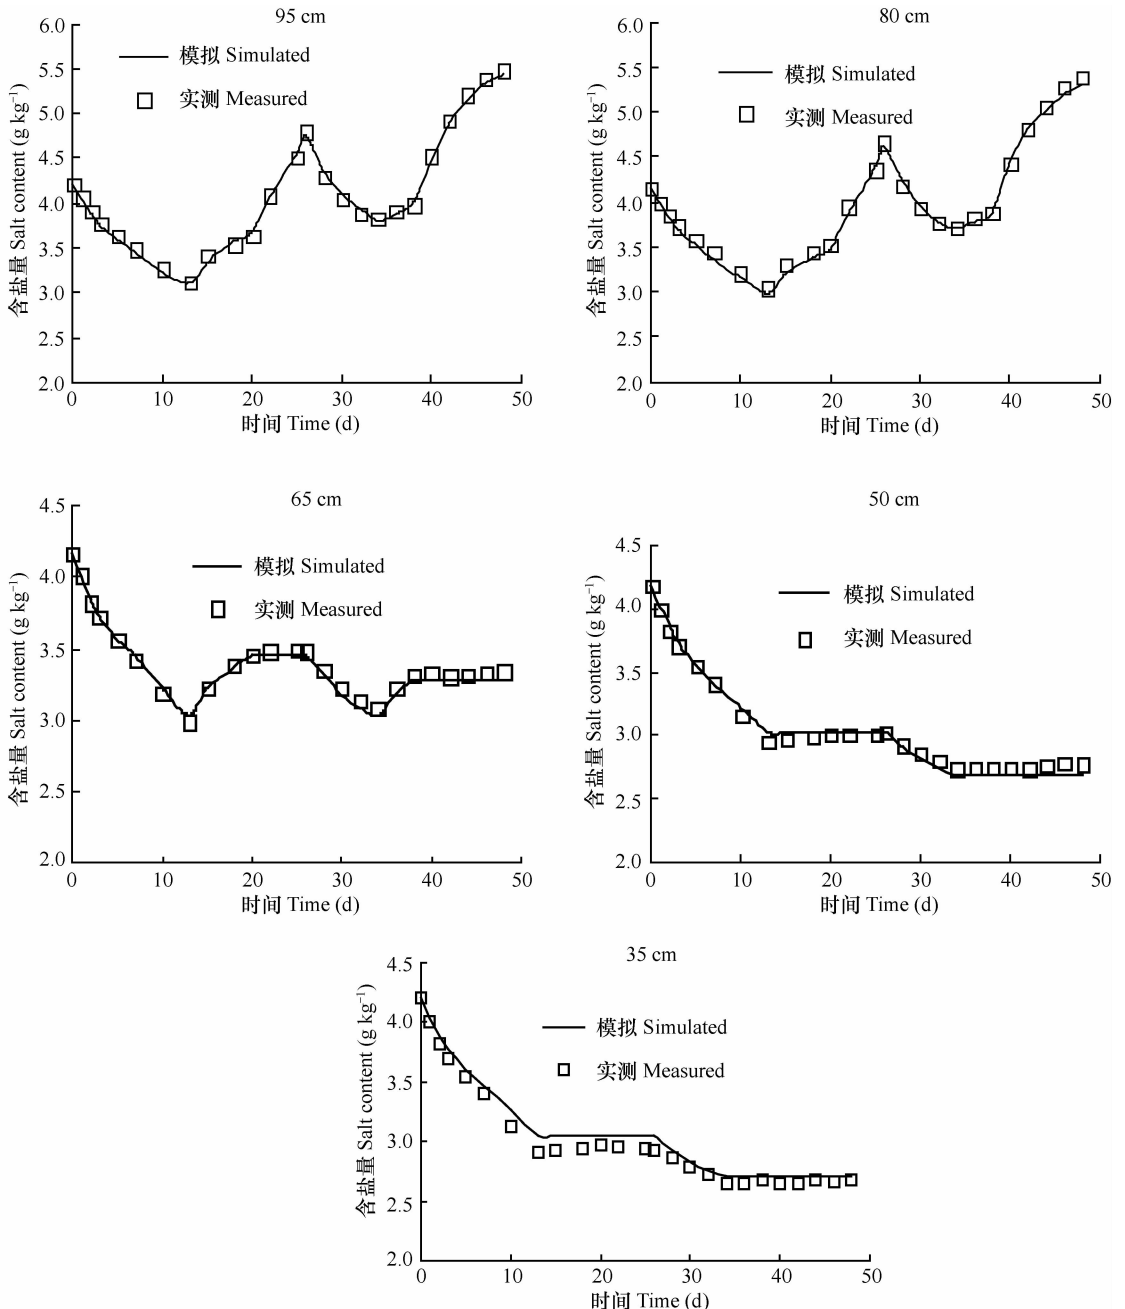 95 cm
6.0
5.5
5.0
4.5
4.0
3.5
3.0
2.5
2.0
含盐量 Salt content (g kg⁻¹)
模拟 Simulated
实测 Measured
0 10 20 30 40 50
时间 Time (d)
80 cm
6.0
5.5
5.0
4.5
4.0
3.5
3.0
2.5
2.0
含盐量 Salt content (g kg⁻¹)
模拟 Simulated
实测 Measured
0 10 20 30 40 50
时间 Time (d)
65 cm
4.5
4.0
3.5
3.0
2.5
2.0
含盐量 Salt content (g kg⁻¹)
模拟 Simulated
实测 Measured
0 10 20 30 40 50
时间 Time (d)
50 cm
4.5
4.0
3.5
3.0
2.5
2.0
含盐量 Salt content (g kg⁻¹)
模拟 Simulated
实测 Measured
0 10 20 30 40 50
时间 Time (d)
35 cm
4.5
4.0
3.5
3.0
2.5
2.0
含盐量 Salt content (g kg⁻¹)
模拟 Simulated
实测 Measured
0 10 20 30 40 50
时间 Time (d)